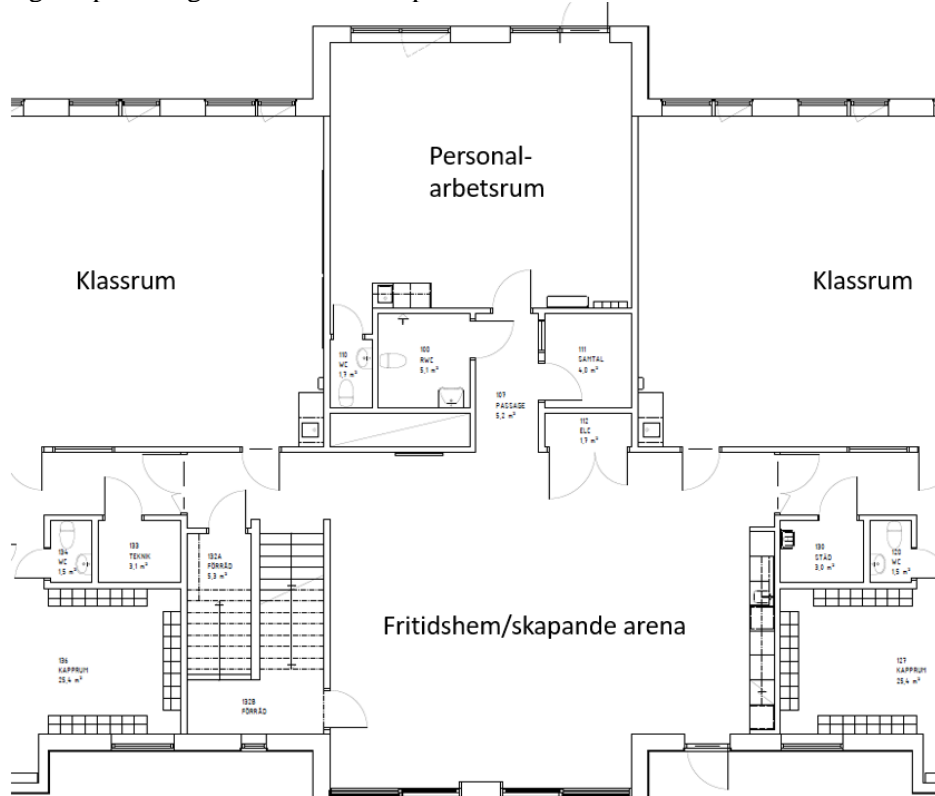 Personal-
arbetsrum
Klassrum
Klassrum
110
WC
1,7 m²
100
RWC
5,1 m²
111
SAMTAL
4,0 m²
107
PASSAGE
5,2 m²
112
ELC
1,7 m²
134
WC
1,5 m²
133
TEKNIK
3,1 m²
132A
FÖRRÅD
5,3 m²
130
STÄD
3,0 m²
120
WC
1,5 m²
Fritidshem/skapande arena
136
KAPPRUM
25,4 m²
132B
FÖRRÅD
127
KAPPRUM
25,4 m²